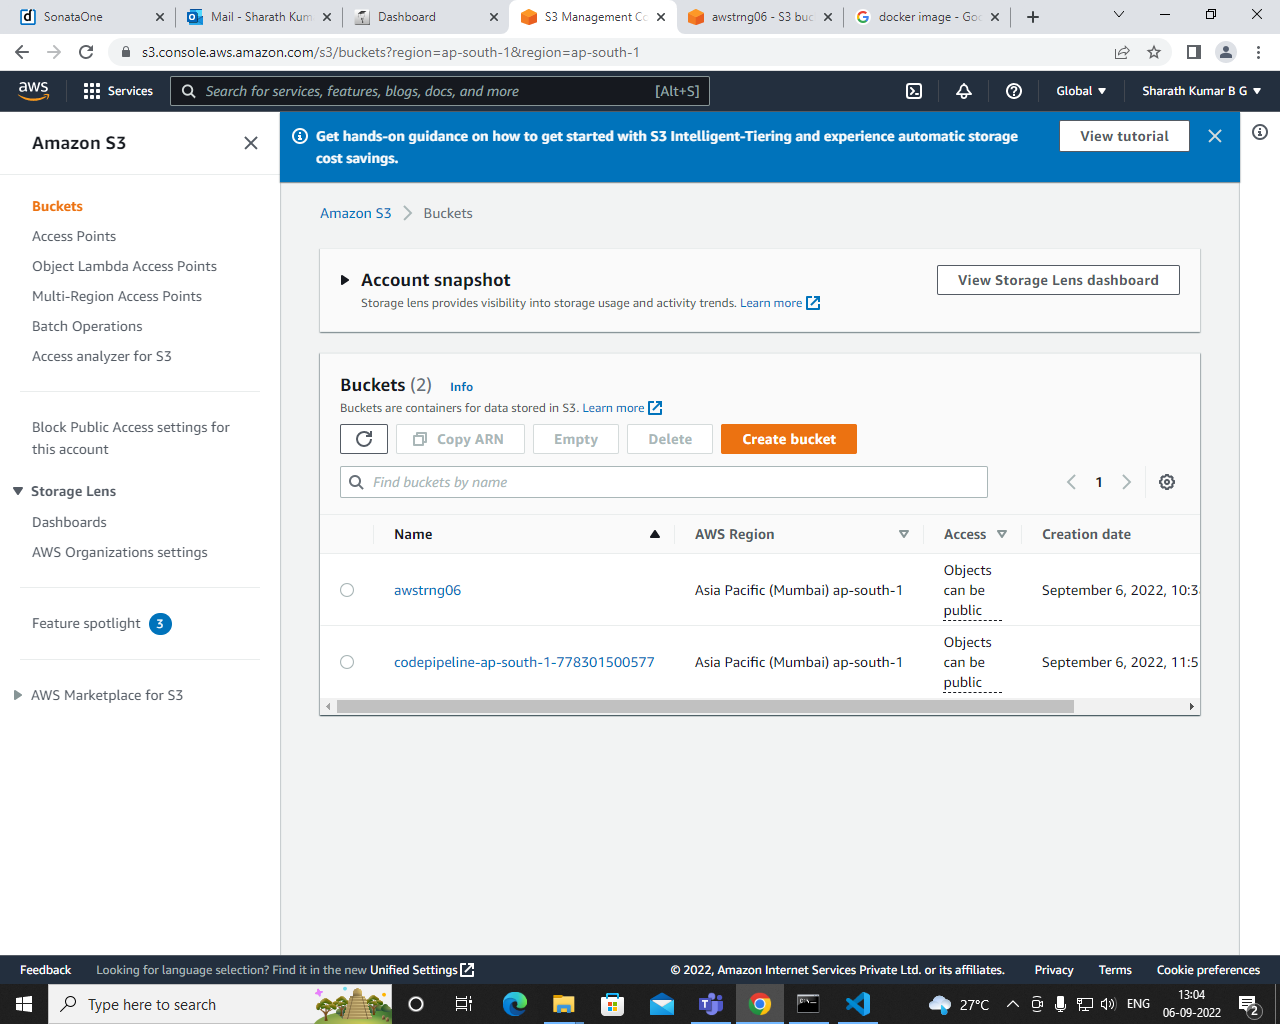 SonataOne
Mail - Sharath Kum
Dashboard
S3 Management Co
awstrng06 - S3 buc
docker image - Goo
s3.console.aws.amazon.com/s3/buckets?region=ap-south-1&region=ap-south-1
aws
Services
Search for services, features, blogs, docs, and more
[Alt+S]
Global
Sharath Kumar B G
Amazon S3
Buckets
Access Points
Object Lambda Access Points
Multi-Region Access Points
Batch Operations
Access analyzer for S3
Block Public Access settings for
this account
Storage Lens
Dashboards
AWS Organizations settings
Feature spotlight 3
AWS Marketplace for S3
Get hands-on guidance on how to get started with S3 Intelligent-Tiering and experience automatic storage
cost savings.
View tutorial
Amazon S3 Buckets
Account snapshot
Storage lens provides visibility into storage usage and activity trends. Learn more
View Storage Lens dashboard
Buckets (2) Info
Buckets are containers for data stored in S3. Learn more
Copy ARN Empty Delete Create bucket
Find buckets by name
1
Name AWS Region Access Creation date
awstrng06 Asia Pacific (Mumbai) ap-south-1
Objects
can be
public
September 6, 2022, 10:3
codepipeline-ap-south-1-778301500577 Asia Pacific (Mumbai) ap-south-1
Objects
can be
public
September 6, 2022, 11:5
Feedback Looking for language selection? Find it in the new Unified Settings
© 2022, Amazon Internet Services Private Ltd. or its affiliates. Privacy Terms Cookie preferences
Type here to search
27°C
ENG
13:04
06-09-2022
2